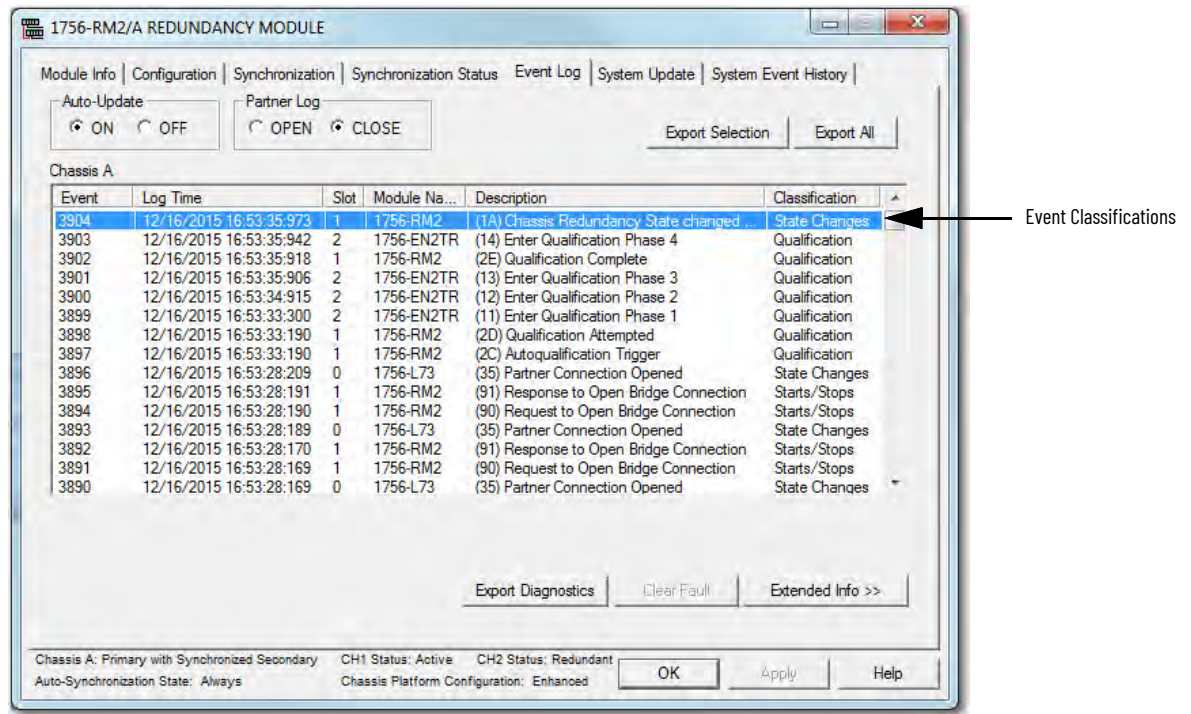 1756-RM2/A REDUNDANCY MODULE
Module Info | Configuration | Synchronization | Synchronization Status Event Log | System Update | System Event History |
Auto-Update Partner Log
ON OFF OPEN CLOSE Export Selection Export All
Chassis A
Event Log Time Slot Module Na... Description Classification
3904 12/16/2015 16:53:35:973 1 1756-RM2 (1A) Chassis Redundancy State changed ... State Changes Event Classifications
3903 12/16/2015 16:53:35:942 2 1756-EN2TR (14) Enter Qualification Phase 4 Qualification
3902 12/16/2015 16:53:35:918 1 1756-RM2 (2E) Qualification Complete Qualification
3901 12/16/2015 16:53:35:906 2 1756-EN2TR (13) Enter Qualification Phase 3 Qualification
3900 12/16/2015 16:53:34:915 2 1756-EN2TR (12) Enter Qualification Phase 2 Qualification
3899 12/16/2015 16:53:33:300 2 1756-EN2TR (11) Enter Qualification Phase 1 Qualification
3898 12/16/2015 16:53:33:190 1 1756-RM2 (2D) Qualification Attempted Qualification
3897 12/16/2015 16:53:33:190 1 1756-RM2 (2C) Autoqualification Trigger Qualification
3896 12/16/2015 16:53:28:209 0 1756-L73 (35) Partner Connection Opened State Changes
3895 12/16/2015 16:53:28:191 1 1756-RM2 (91) Response to Open Bridge Connection Starts/Stops
3894 12/16/2015 16:53:28:190 1 1756-RM2 (90) Request to Open Bridge Connection Starts/Stops
3893 12/16/2015 16:53:28:189 0 1756-L73 (35) Partner Connection Opened State Changes
3892 12/16/2015 16:53:28:170 1 1756-RM2 (91) Response to Open Bridge Connection Starts/Stops
3891 12/16/2015 16:53:28:169 1 1756-RM2 (90) Request to Open Bridge Connection Starts/Stops
3890 12/16/2015 16:53:28:169 0 1756-L73 (35) Partner Connection Opened State Changes
Export Diagnostics Clear Fault Extended Info >>
Chassis A: Primary with Synchronized Secondary CH1 Status: Active CH2 Status: Redundant
Auto-Synchronization State: Always Chassis Platform Configuration: Enhanced
OK Apply Help